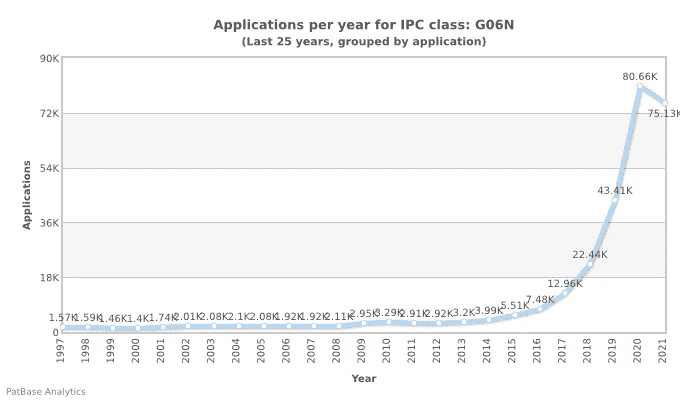 Applications per year for IPC class: G06N
(Last 25 years, grouped by application)
90K
80.66K
75.13K
72K
54K
43.41K
36K
22.44K
18K
12.96K
1.57K 1.59K 1.46K 1.4K 1.74K 2.01K 2.08K 2.1K 2.08K 1.92K 1.92K 2.11K 2.95K 3.29K 2.91K 2.92K 3.2K 3.99K 5.51K 7.48K
0
Applications
1997 1998 1999 2000 2001 2002 2003 2004 2005 2006 2007 2008 2009 2010 2011 2012 2013 2014 2015 2016 2017 2018 2019 2020 2021
Year
PatBase Analytics